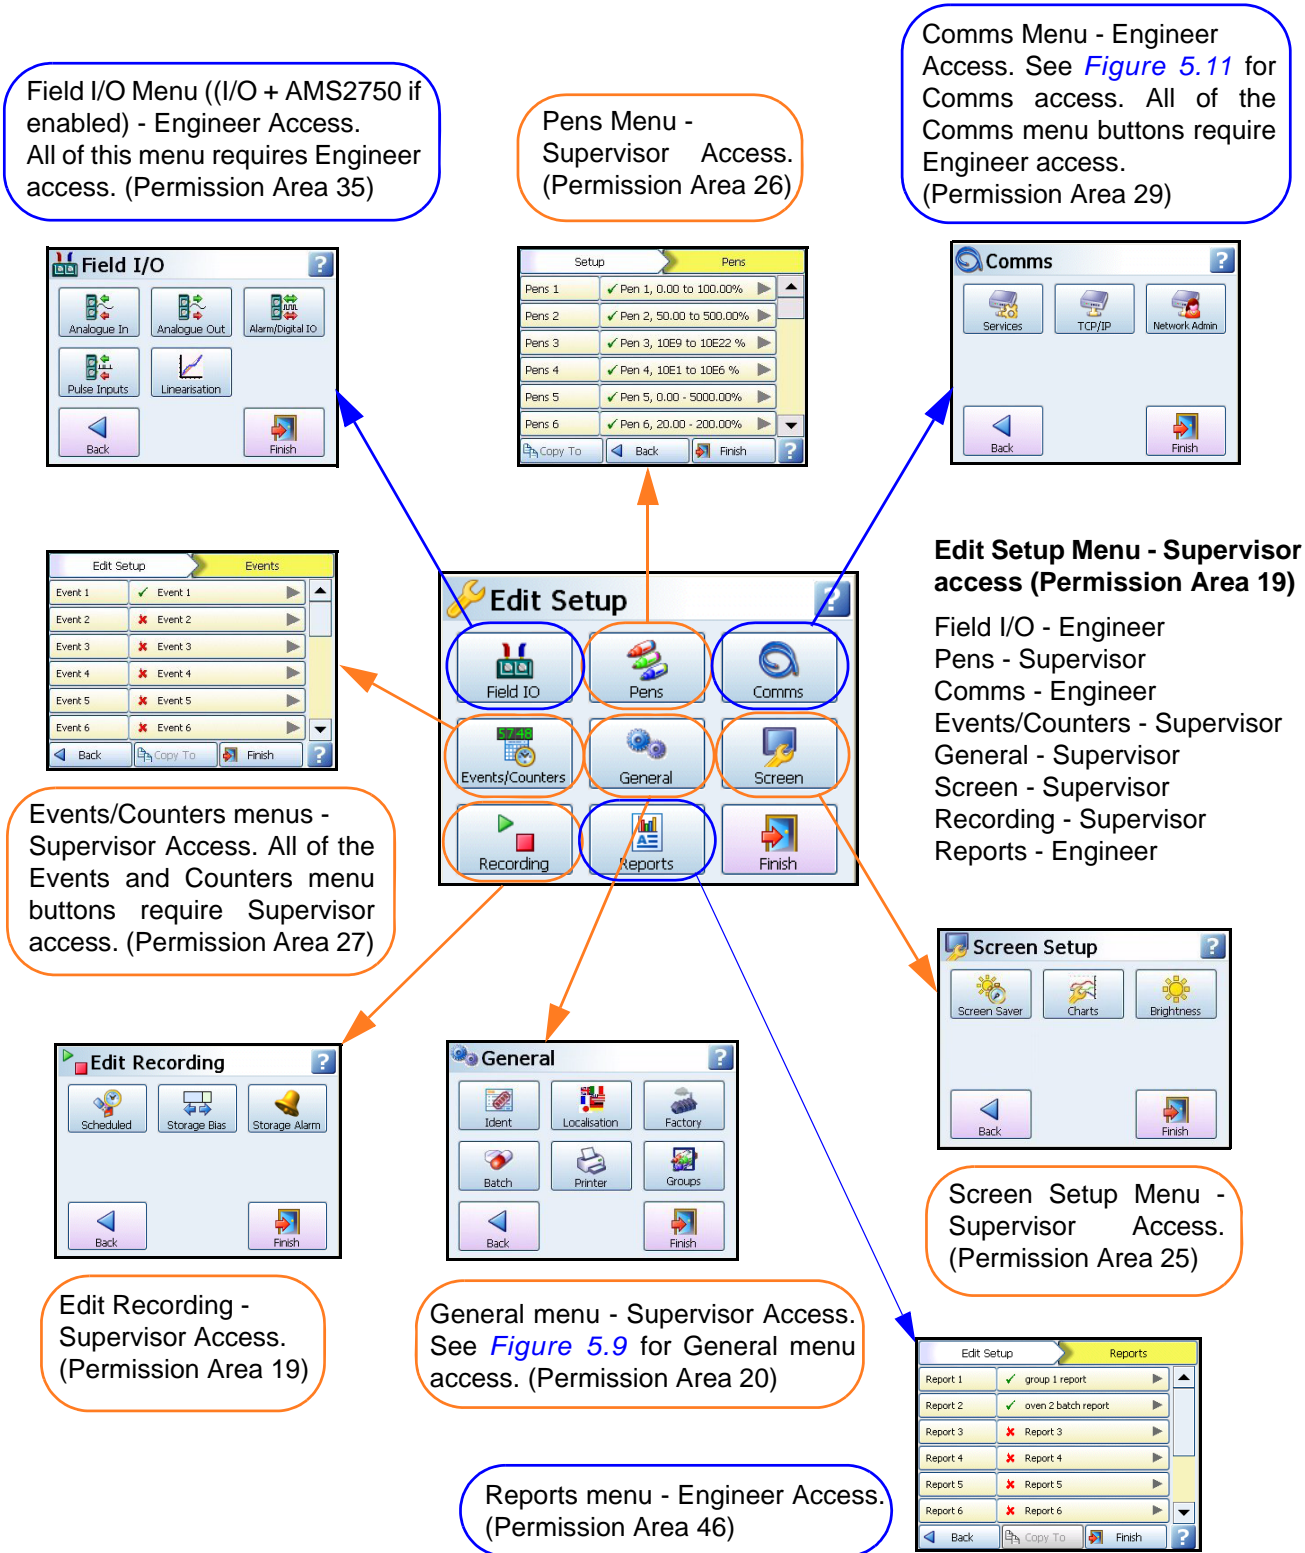 Field I/O Menu ((I/O + AMS2750 if
enabled) - Engineer Access.
All of this menu requires Engineer
access. (Permission Area 35)
Pens Menu -
Supervisor Access.
(Permission Area 26)
Comms Menu - Engineer
Access. See Figure 5.11 for
Comms access. All of the
Comms menu buttons require
Engineer access.
(Permission Area 29)
Field I/O
?
Analogue In
Analogue Out
Alarm/Digital IO
Pulse Inputs
Linearisation
Back
Finish
Setup
Pens
Pens 1
Pen 1, 0.00 to 100.00%
Pens 2
Pen 2, 50.00 to 500.00%
Pens 3
Pen 3, 10E9 to 10E22 %
Pens 4
Pen 4, 10E1 to 10E6 %
Pens 5
Pen 5, 0.00 - 5000.00%
Pens 6
Pen 6, 20.00 - 200.00%
Copy To
Back
Finish
?
Comms
?
Services
TCP/IP
Network Admin
Back
Finish
Edit Setup
Events
Event 1
Event 1
Event 2
Event 2
Event 3
Event 3
Event 4
Event 4
Event 5
Event 5
Event 6
Event 6
Back
Copy To
Finish
?
Edit Setup
?
Field IO
Pens
Comms
57.48
Events/Counters
General
Screen
Recording
Reports
Finish
Edit Setup Menu - Supervisor
access (Permission Area 19)
Field I/O - Engineer
Pens - Supervisor
Comms - Engineer
Events/Counters - Supervisor
General - Supervisor
Screen - Supervisor
Recording - Supervisor
Reports - Engineer
Events/Counters menus -
Supervisor Access. All of the
Events and Counters menu
buttons require Supervisor
access. (Permission Area 27)
Screen Setup
?
Screen Saver
Charts
Brightness
Back
Finish
Edit Recording
?
Scheduled
Storage Bias
Storage Alarm
Back
Finish
General
?
Ident
Localisation
Factory
Batch
Printer
Groups
Back
Finish
Screen Setup Menu -
Supervisor Access.
(Permission Area 25)
Edit Recording -
Supervisor Access.
(Permission Area 19)
General menu - Supervisor Access.
See Figure 5.9 for General menu
access. (Permission Area 20)
Edit Setup
Reports
Report 1
group 1 report
Report 2
oven 2 batch report
Report 3
Report 3
Report 4
Report 4
Report 5
Report 5
Report 6
Report 6
Back
Copy To
Finish
?
Reports menu - Engineer Access.
(Permission Area 46)